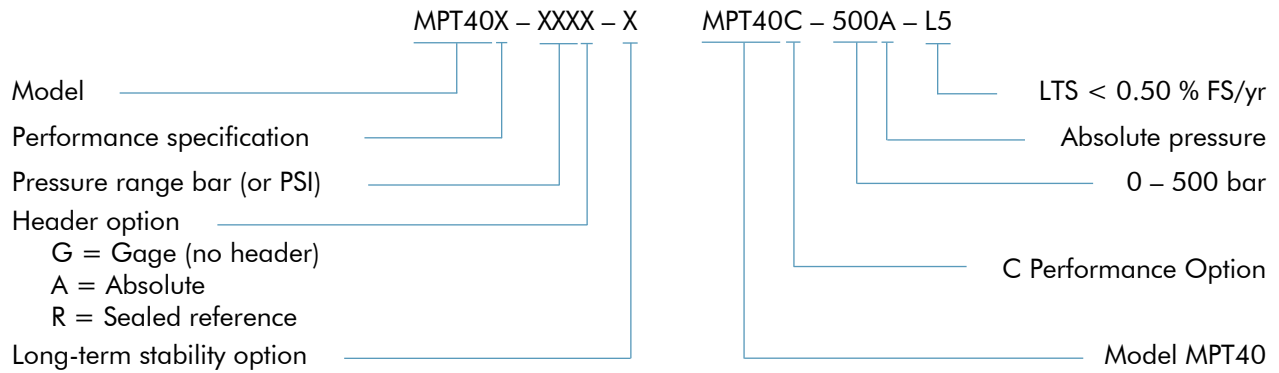 MPT40X – XXXX – X
Model
Performance specification
Pressure range bar (or PSI)
Header option
G = Gage (no header)
A = Absolute
R = Sealed reference
Long-term stability option
MPT40C – 500A – L5
LTS < 0.50 % FS/yr
Absolute pressure
0 – 500 bar
C Performance Option
Model MPT40